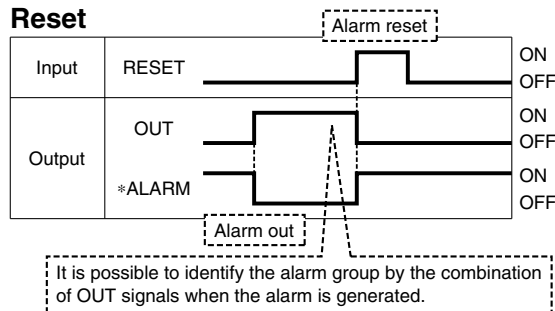 Reset
Alarm reset
Input
RESET
ON
OFF
Output
OUT
ON
OFF
*ALARM
ON
OFF
Alarm out
It is possible to identify the alarm group by the combination
of OUT signals when the alarm is generated.